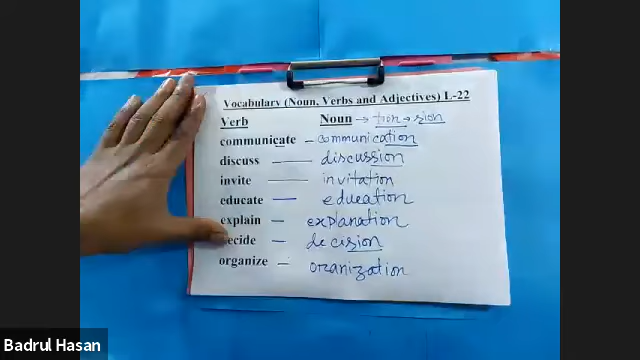 Vocabulary (Noun, Verbs and Adjectives) L-22
Verb Noun → tion → sion
communicate – communication
discuss — discussion
invite — invitation
educate — education
explain – explanation
decide – decision
organize – organization
Badrul Hasan